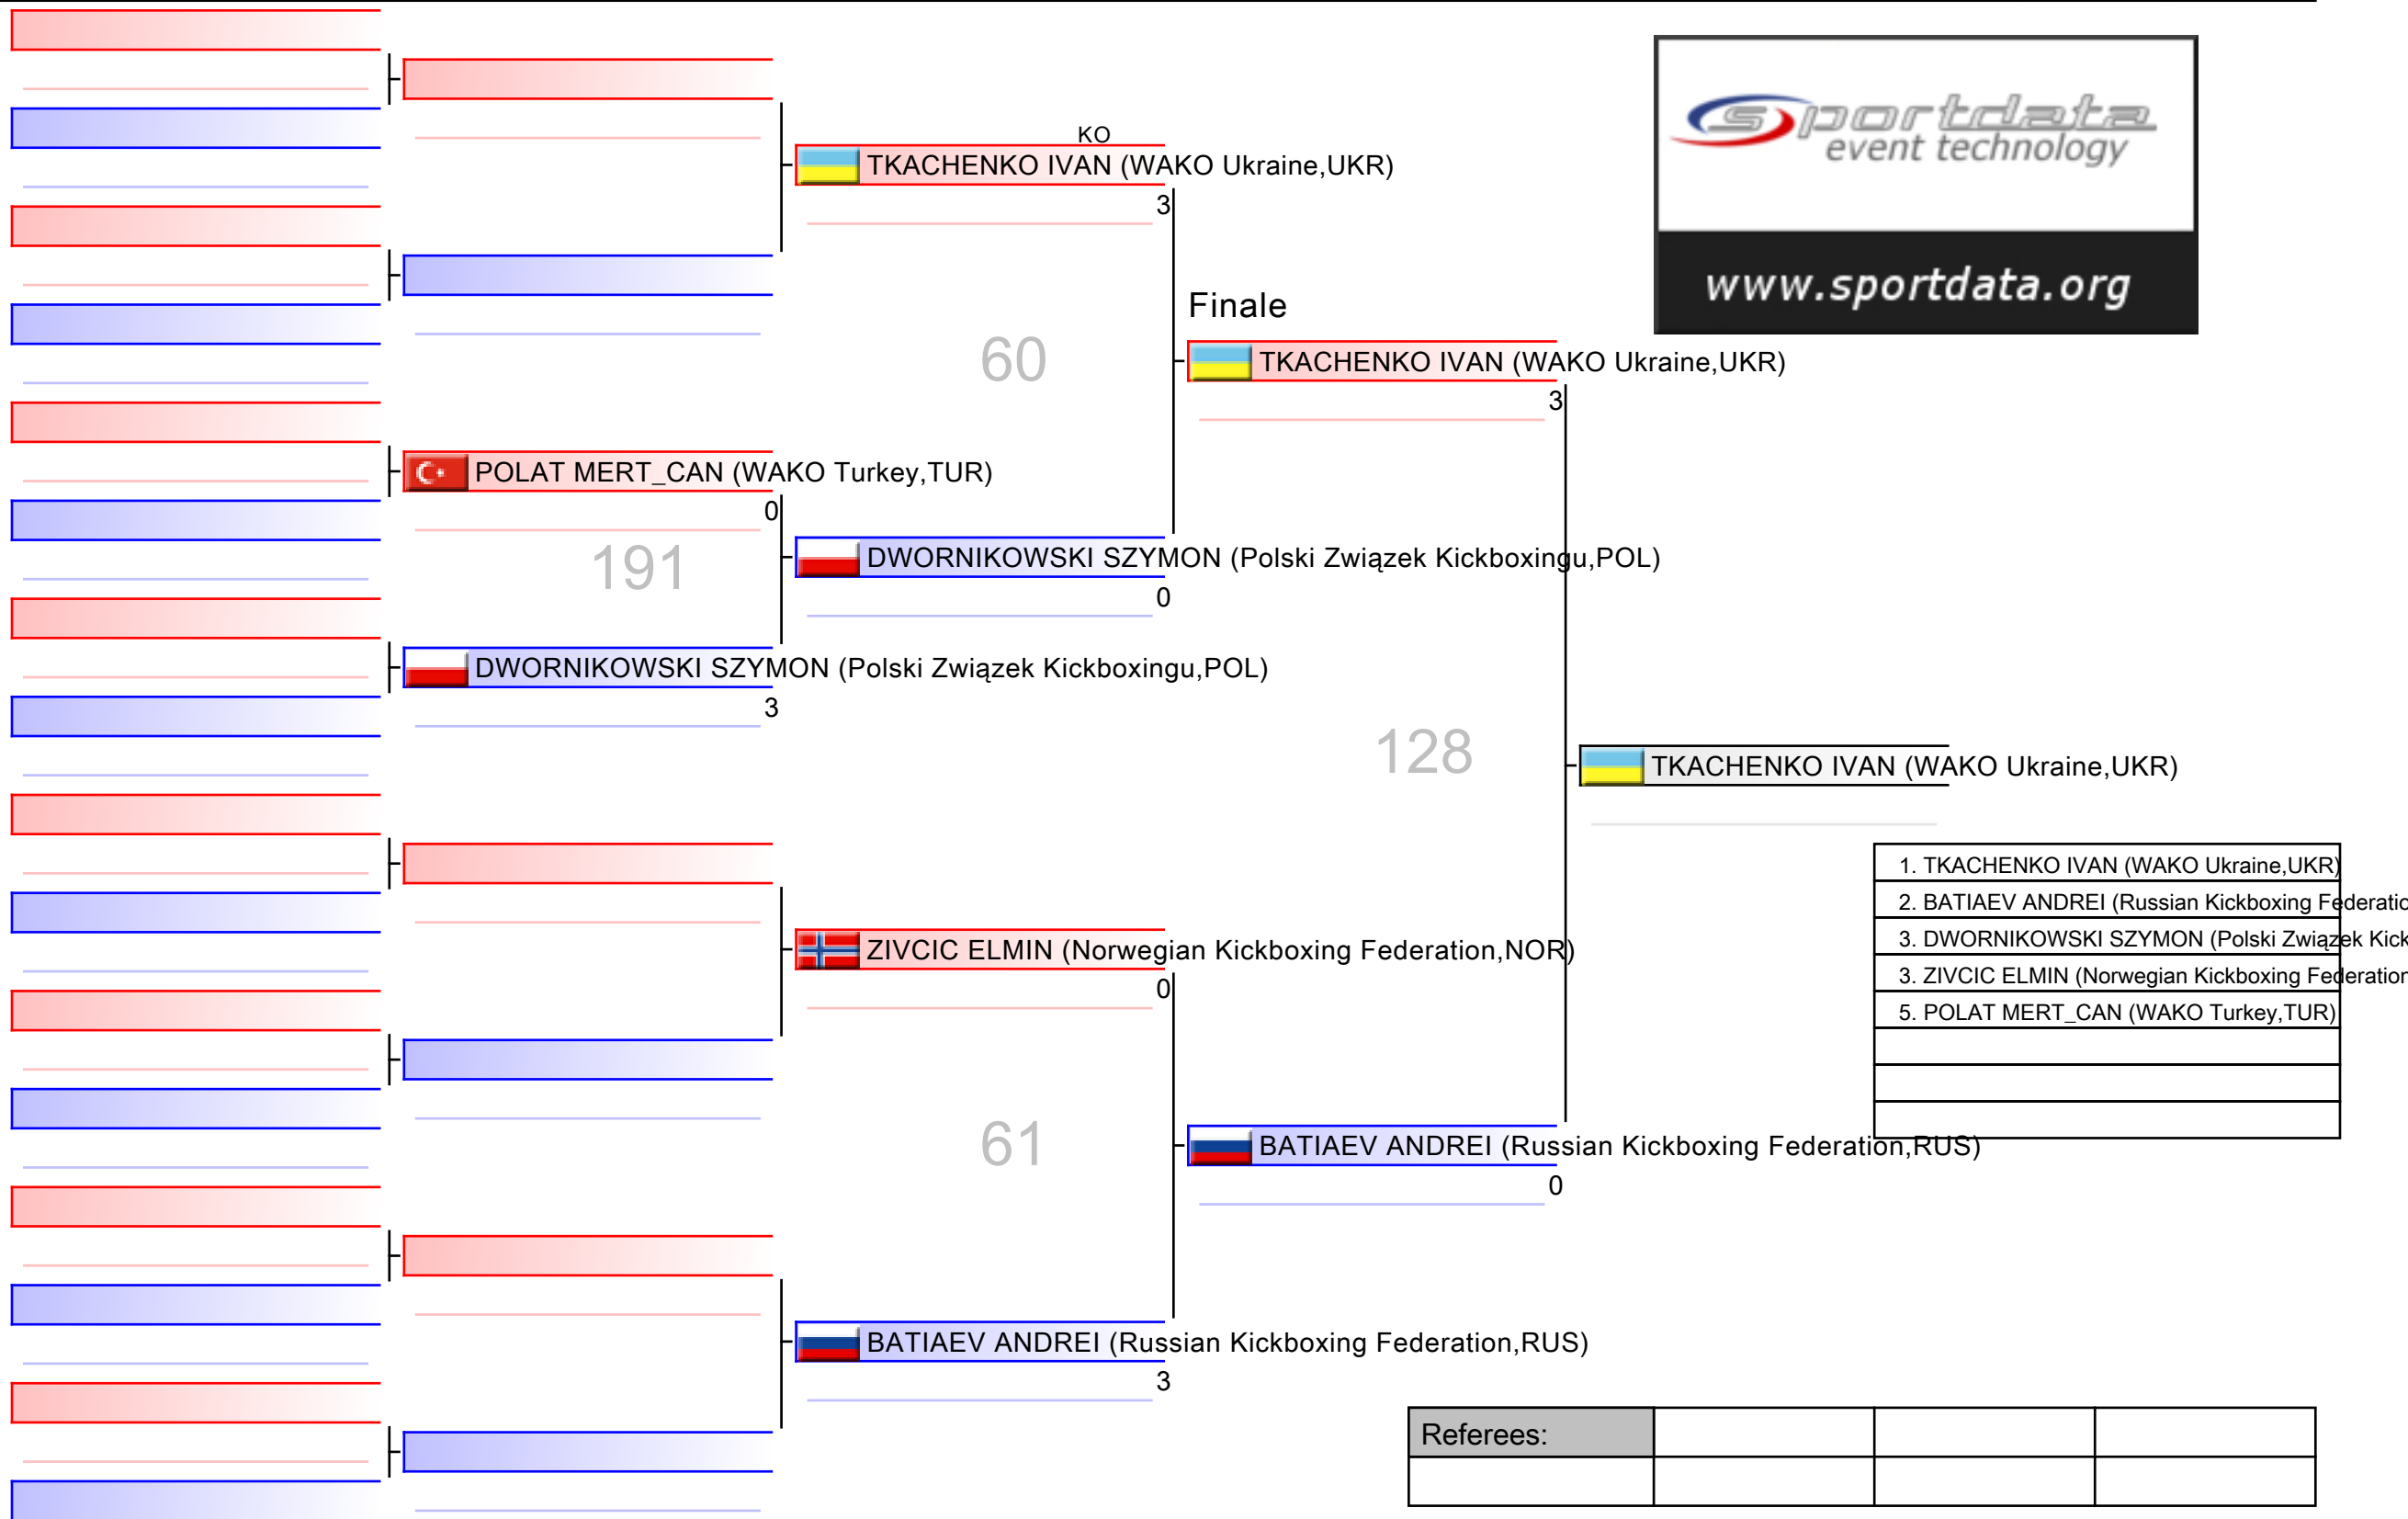 sportdata
event technology
www.sportdata.org
KO
TKACHENKO IVAN (WAKO Ukraine,UKR)
3
Finale
60
TKACHENKO IVAN (WAKO Ukraine,UKR)
3
POLAT MERT_CAN (WAKO Turkey,TUR)
0
191
DWORNIKOWSKI SZYMON (Polski Związek Kickboxingu,POL)
0
DWORNIKOWSKI SZYMON (Polski Związek Kickboxingu,POL)
3
128
TKACHENKO IVAN (WAKO Ukraine,UKR)
1. TKACHENKO IVAN (WAKO Ukraine,UKR)
2. BATIAEV ANDREI (Russian Kickboxing Federatio
3. DWORNIKOWSKI SZYMON (Polski Związek Kick
3. ZIVCIC ELMIN (Norwegian Kickboxing Federation
5. POLAT MERT_CAN (WAKO Turkey,TUR)
ZIVCIC ELMIN (Norwegian Kickboxing Federation,NOR)
0
61
BATIAEV ANDREI (Russian Kickboxing Federation,RUS)
0
BATIAEV ANDREI (Russian Kickboxing Federation,RUS)
3
Referees: